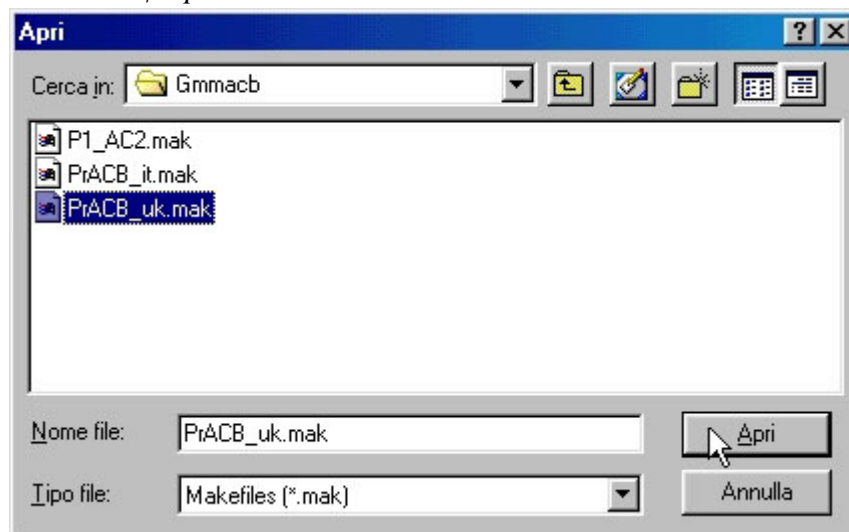 Apri
Cerca in: Gmmacb
P1_AC2.mak
PrACB_it.mak
PrACB_uk.mak
Nome file: PrACB_uk.mak Apri
Tipo file: Makefiles (*.mak) Annulla